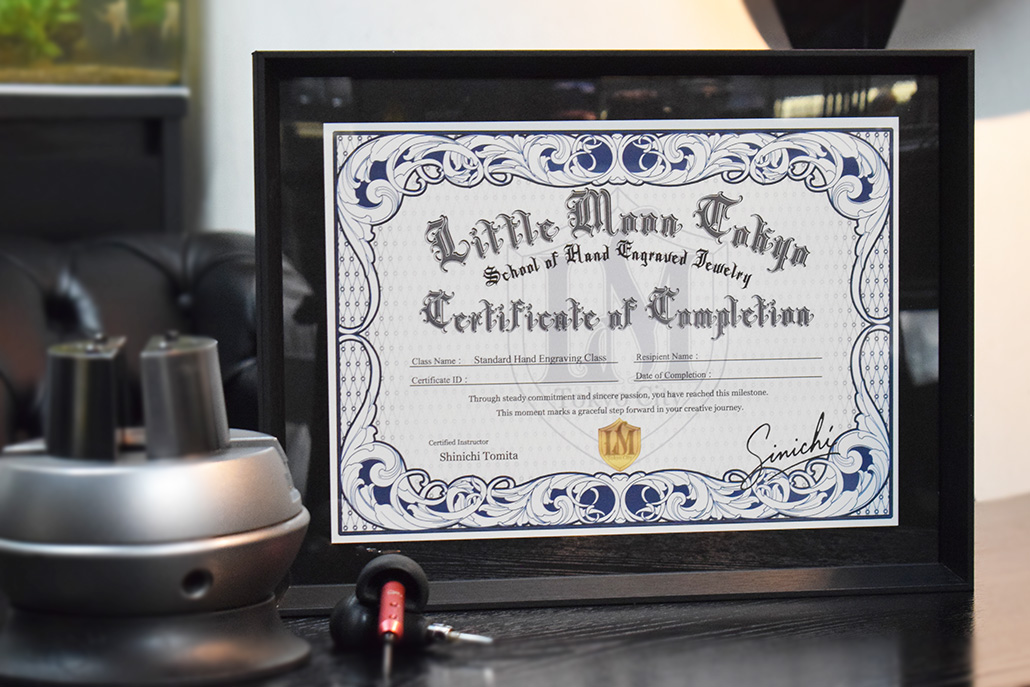 Little Moon Tokyo
School of Hand Engraved Jewelry
Certificate of Completion
Class Name : Standard Hand Engraving Class
Resipient Name :
Certificate ID :
Date of Completion :
Through steady commitment and sincere passion, you have reached this milestone.
This moment marks a graceful step forward in your creative journey.
Certified Instructor
Shinichi Tomita
LM
Sinichi